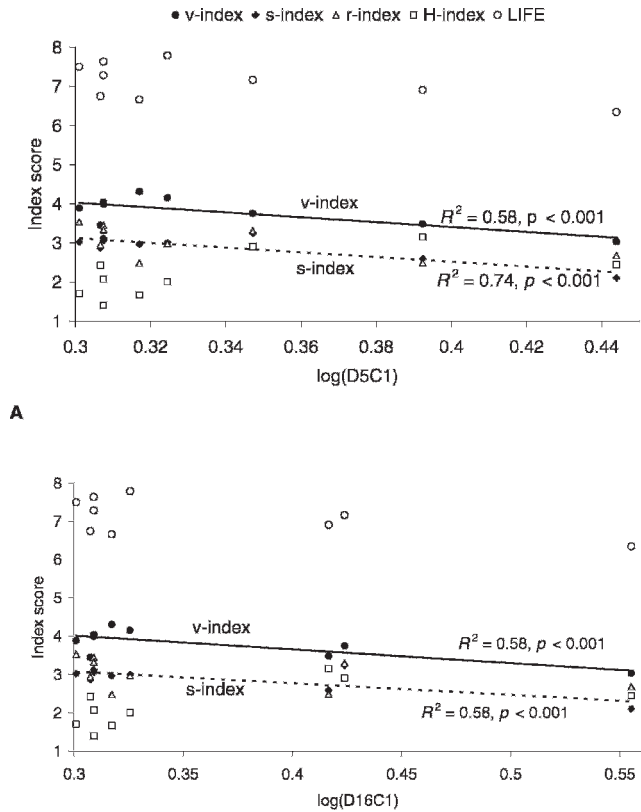 ● v-index ◆ s-index △ r-index □ H-index ○ LIFE
8
7
6
5
4
3
2
1
Index score
v-index
R² = 0.58, p < 0.001
s-index
R² = 0.74, p < 0.001
0.3 0.32 0.34 0.36 0.38 0.4 0.42 0.44
log(D5C1)
A
8
7
6
5
4
3
2
1
Index score
v-index
R² = 0.58, p < 0.001
s-index
R² = 0.58, p < 0.001
0.3 0.35 0.4 0.45 0.5 0.55
log(D16C1)